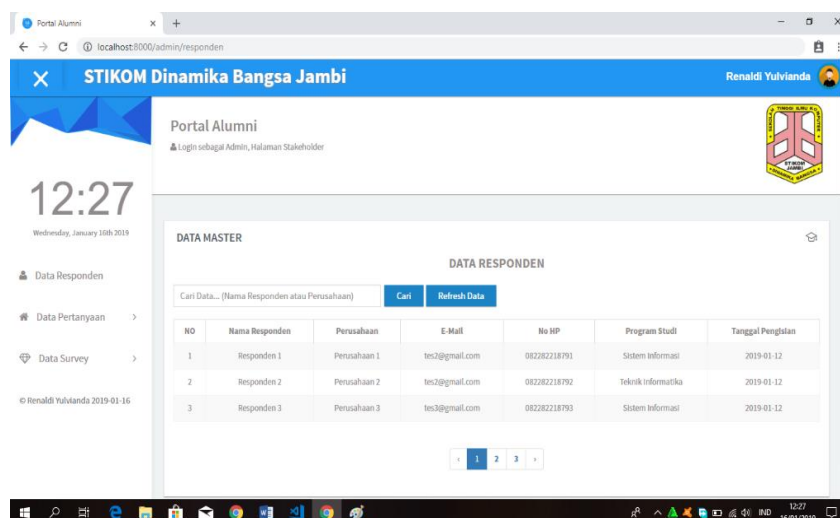 Portal Alumni
localhost:8000/admin/responden
STIKOM Dinamika Bangsa Jambi
Renaldi Yulvianda
Portal Alumni
Login sebagai Admin, Halaman Stakeholder
STIKOM
JAMBI
12:27
Wednesday, January 16th 2019
DATA MASTER
DATA RESPONDEN
Data Responden
Cari Data... (Nama Responden atau Perusahaan) Cari Refresh Data
Data Pertanyaan
NO Nama Responden Perusahaan E-Mail No HP Program Studi Tanggal Pengisian
1 Responden 1 Perusahaan 1 tes2@gmail.com 082282218791 Sistem Informasi 2019-01-12
Data Survey
2 Responden 2 Perusahaan 2 tes2@gmail.com 082282218792 Teknik Informatika 2019-01-12
© Renaldi Yulvianda 2019-01-16
3 Responden 3 Perusahaan 3 tes3@gmail.com 082282218793 Sistem Informasi 2019-01-12
‹ 1 2 3 ›
IND
12:27
16/01/2019